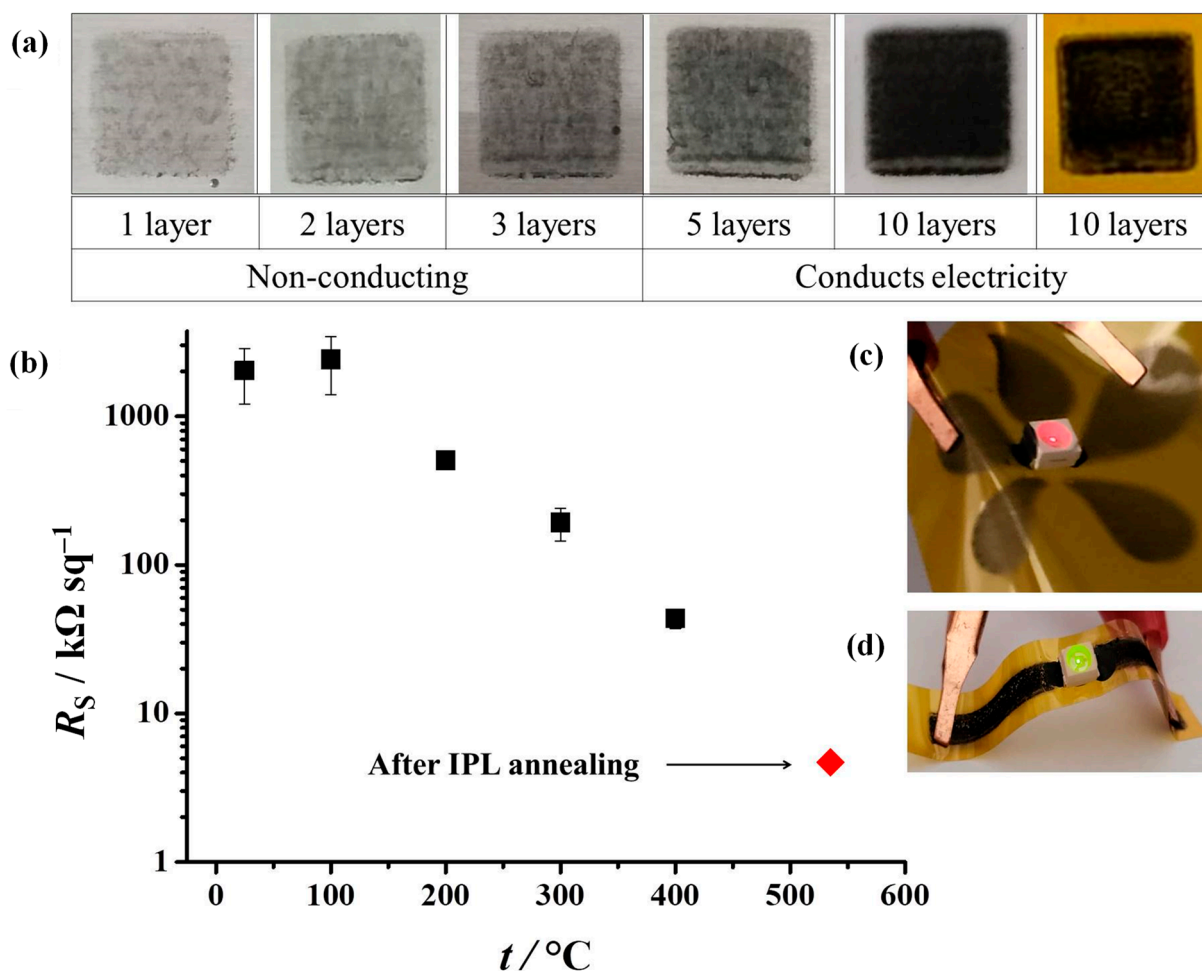 (a)
1 layer 2 layers 3 layers 5 layers 10 layers 10 layers
Non-conducting Conducts electricity
(b)
1000
100
10
1
R_S / kΩ sq⁻¹
After IPL annealing
0 100 200 300 400 500 600
t / °C
(c)
(d)